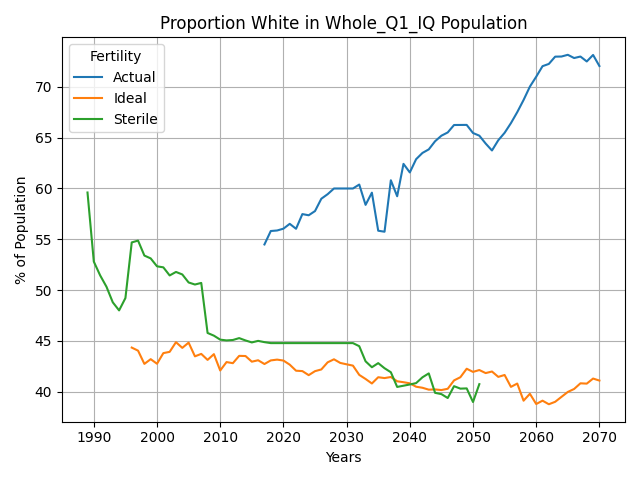 Proportion White in Whole_Q1_IQ Population
Fertility
Actual
Ideal
Sterile
% of Population
70
65
60
55
50
45
40
1990 2000 2010 2020 2030 2040 2050 2060 2070
Years